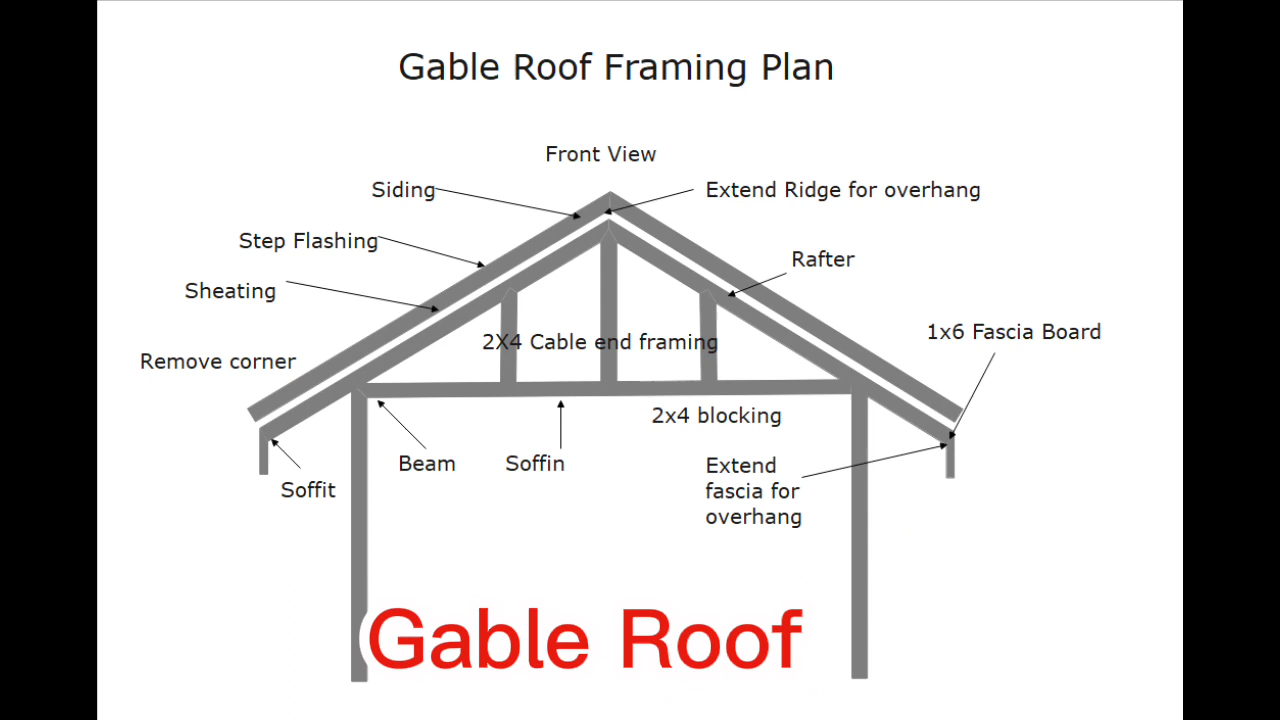 Gable Roof Framing Plan
Front View
Siding
Extend Ridge for overhang
Step Flashing
Rafter
Sheating
1x6 Fascia Board
2X4 Cable end framing
Remove corner
2x4 blocking
Beam
Soffin
Extend
fascia for
overhang
Soffit
Gable Roof